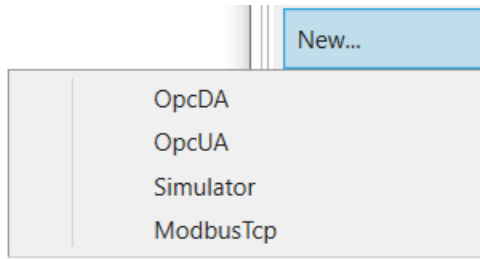 New...
OpcDA
OpcUA
Simulator
ModbusTcp